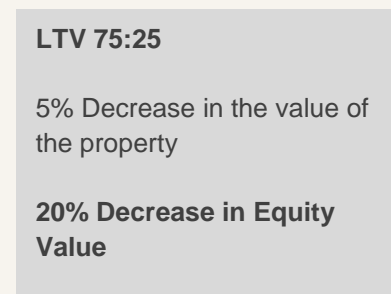 LTV 75:25
5% Decrease in the value of
the property
20% Decrease in Equity
Value